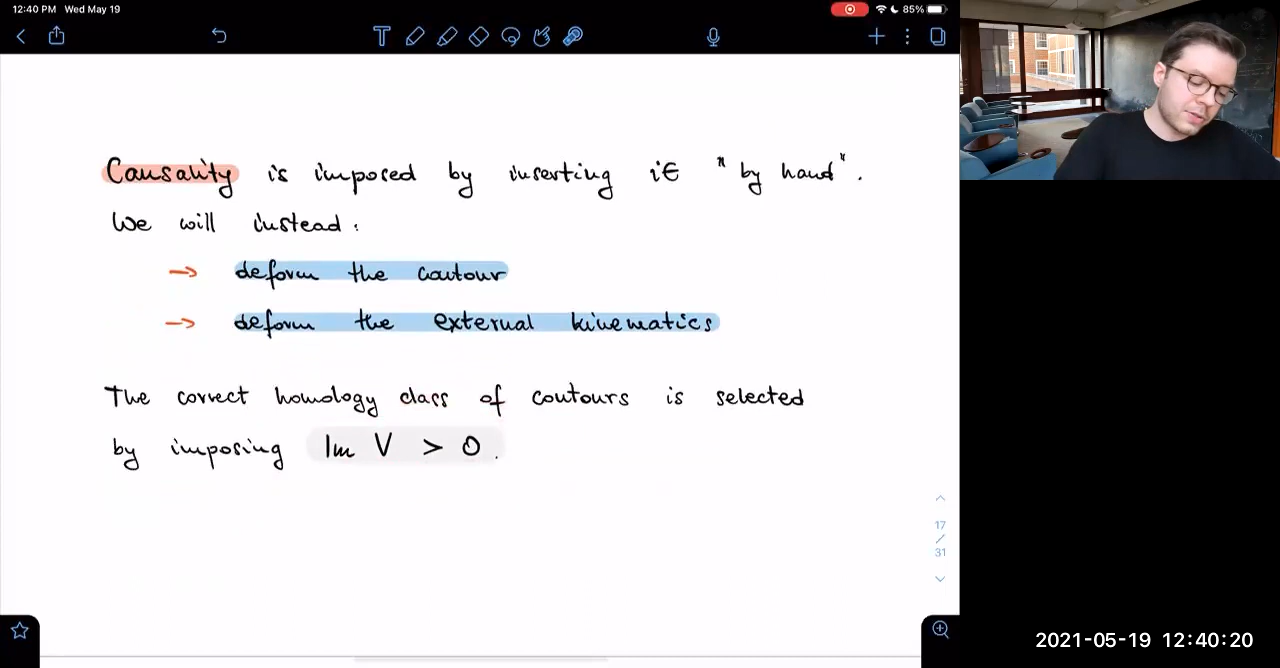 12:40 PM Wed May 19
85%
Causality is imposed by inserting iε "by hand".
We will instead:
→ deform the contour
→ deform the external kinematics
The correct homology class of contours is selected
by imposing Im V > 0.
17
/
31
2021-05-19 12:40:20